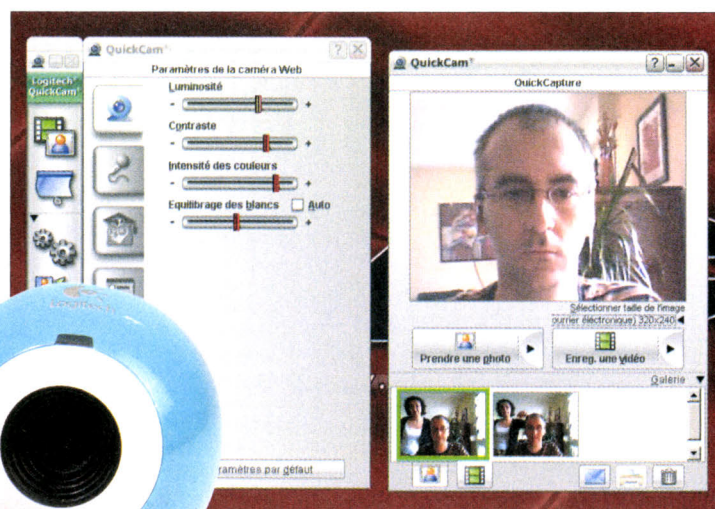 Logitech®
QuickCam®
QuickCam®
Paramètres de la caméra Web
Luminosité
- +
Contraste
- +
Intensité des couleurs
- +
Equilibrage des blancs Auto
- +
ramètres par défaut
Logitech
QuickCam®
QuickCapture
Sélectionner taille de l'image
ourrier électronique) 320x240
Prendre une photo
Enreg. une vidéo
Galerie